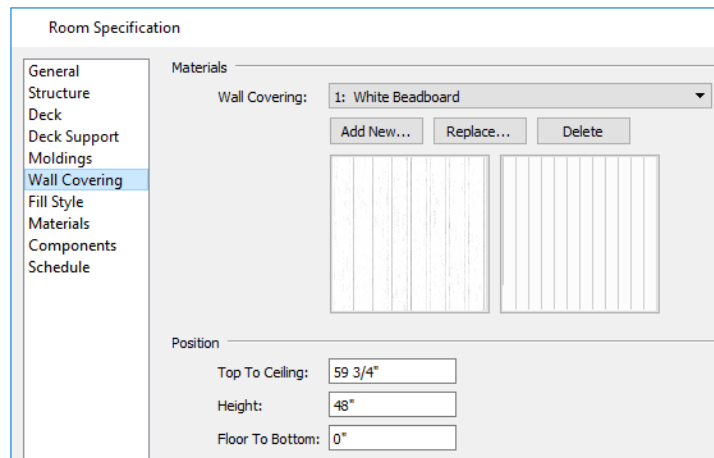 Room Specification
General
Structure
Deck
Deck Support
Moldings
Wall Covering
Fill Style
Materials
Components
Schedule
Materials
Wall Covering: 1: White Beadboard
Add New... Replace... Delete
Position
Top To Ceiling: 59 3/4"
Height: 48"
Floor To Bottom: 0"